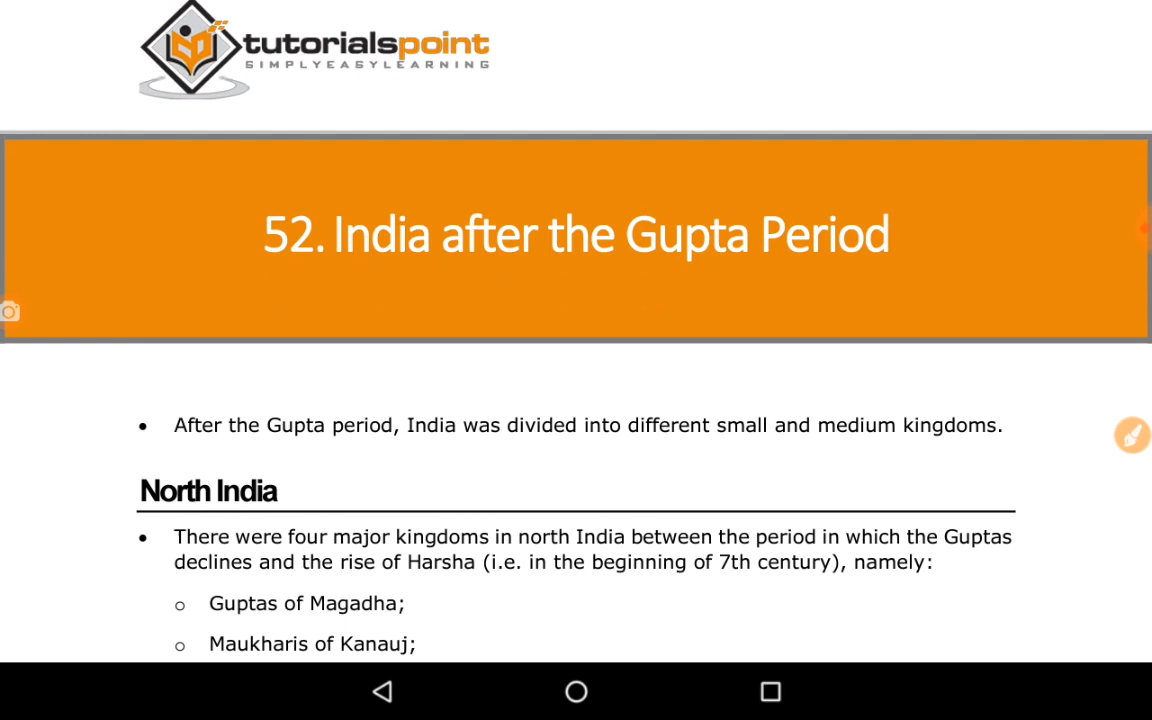 tutorialspoint
SIMPLYEASYLEARNING
52. India after the Gupta Period
• After the Gupta period, India was divided into different small and medium kingdoms.
North India
• There were four major kingdoms in north India between the period in which the Guptas
declines and the rise of Harsha (i.e. in the beginning of 7th century), namely:
o Guptas of Magadha;
o Maukharis of Kanauj;